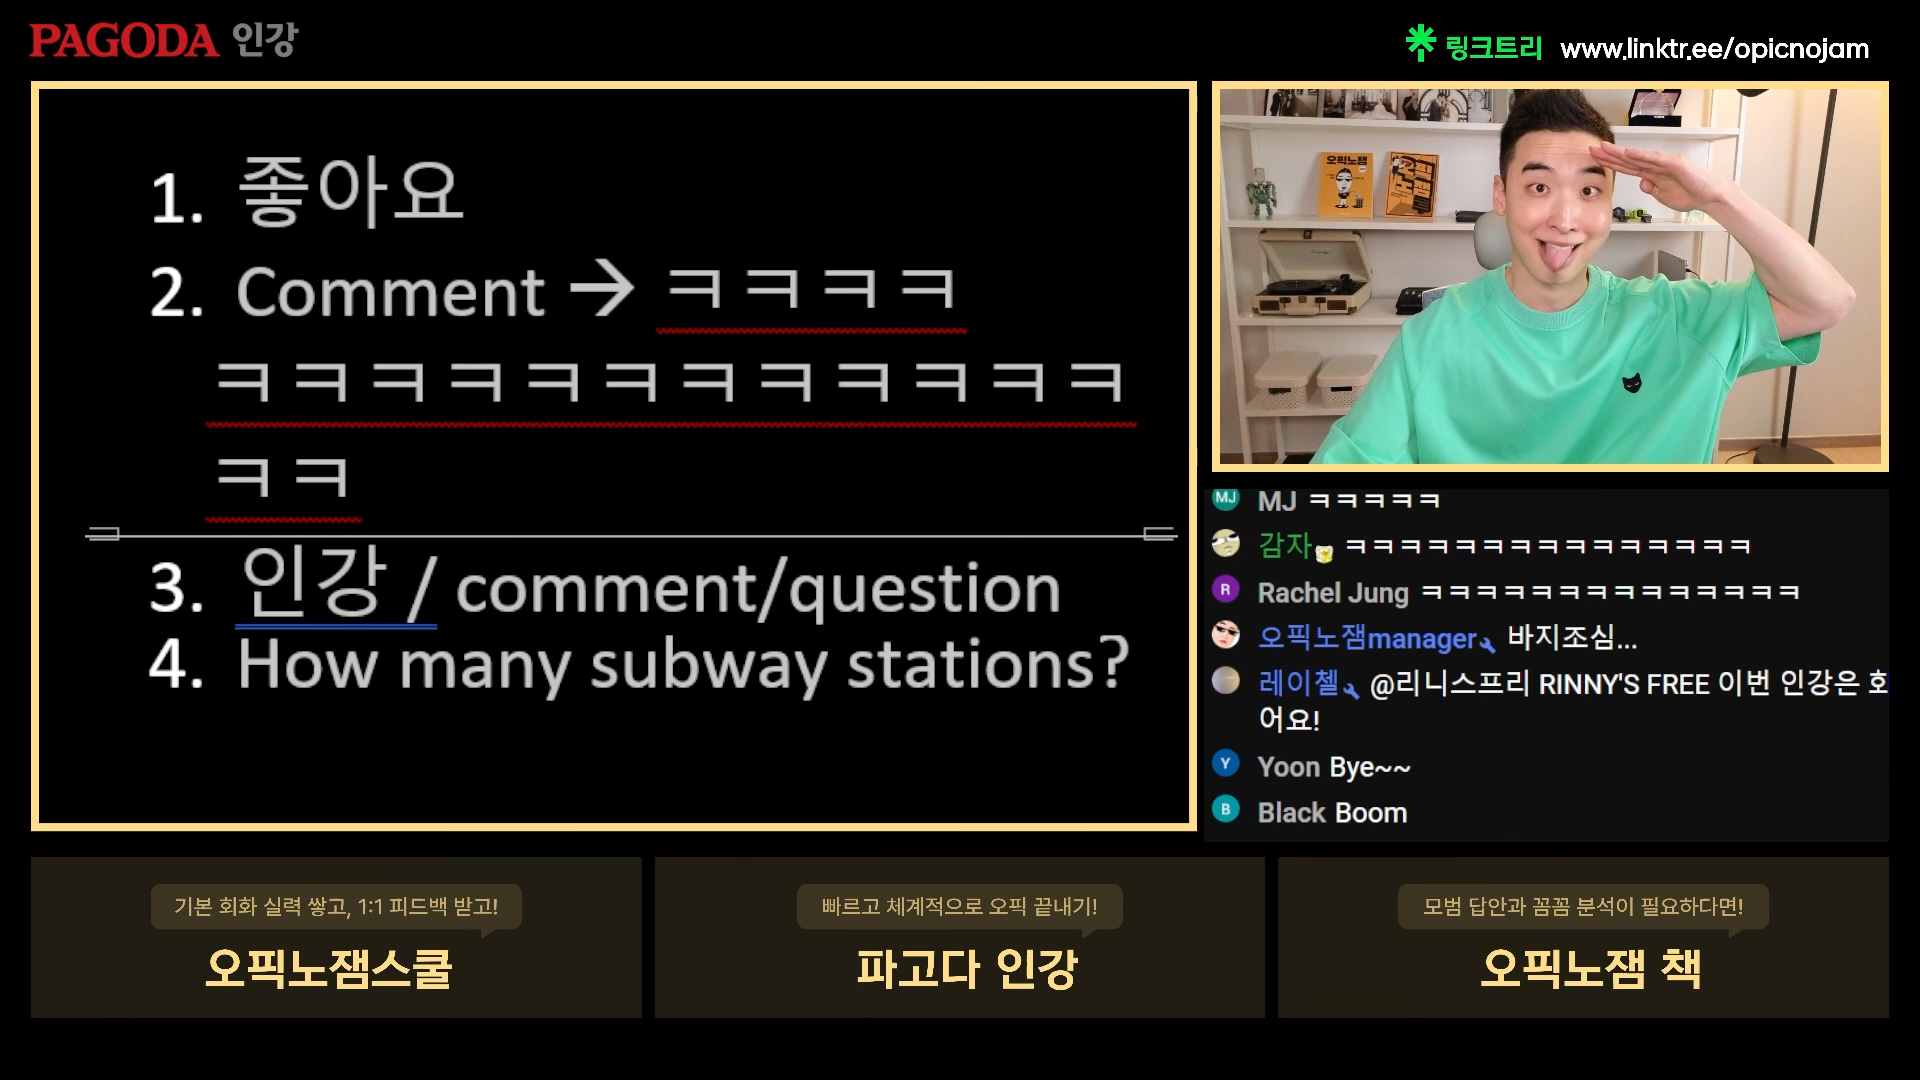 PAGODA 인강
링크트리 www.linktr.ee/opicnojam
1. 좋아요
2. Comment → ㅋㅋㅋㅋ
ㅋㅋㅋㅋㅋㅋㅋㅋㅋㅋㅋㅋ
ㅋㅋ
3. 인강 / comment/question
4. How many subway stations?
오픽노잼
MJ ㅋㅋㅋㅋㅋ
감자 ㅋㅋㅋㅋㅋㅋㅋㅋㅋㅋㅋㅋㅋㅋㅋ
R Rachel Jung ㅋㅋㅋㅋㅋㅋㅋㅋㅋㅋㅋㅋㅋㅋ
오픽노잼manager 바지조심...
레이첼 @리니스프리 RINNY'S FREE 이번 인강은 회
어요!
Y Yoon Bye~~
B Black Boom
기본 회화 실력 쌓고, 1:1 피드백 받고!
오픽노잼스쿨
빠르고 체계적으로 오픽 끝내기!
파고다 인강
모범 답안과 꼼꼼 분석이 필요하다면!
오픽노잼 책